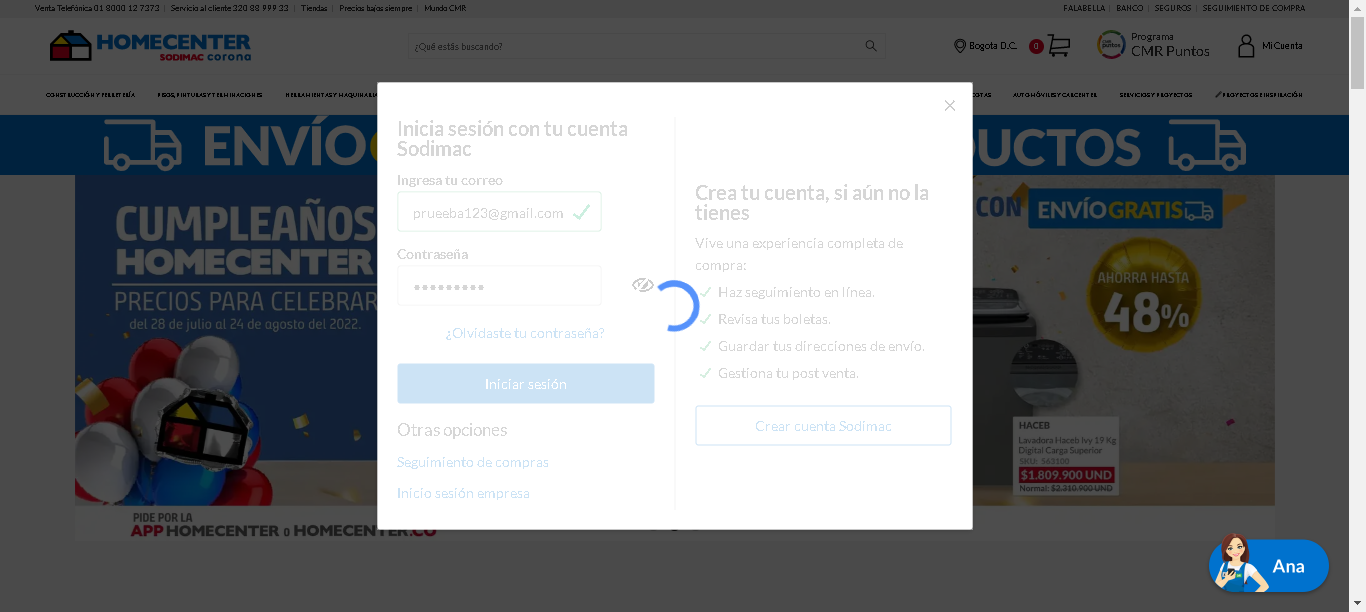 Venta Telefónica 01 8000 12 7373 | Servicio al cliente 320 88 999 33 | Tiendas | Precios bajos siempre | Mundo CMR
FALABELLA | BANCO | SEGUROS | SEGUIMIENTO DE COMPRA
HOMECENTER
SODIMAC corona
¿Qué estás buscando?
Bogota D.C.
0
CMR puntos
Programa
CMR Puntos
Mi Cuenta
CONSTRUCCIÓN Y FERRETERÍA
PISOS, PINTURAS Y TERMINACIONES
HERRAMIENTAS Y MAQUINARIA
AUTOMÓVILES Y CAR CENTER
SERVICIOS Y PROYECTOS
PROYECTOS E INSPIRACIÓN
ENVÍO
UCTOS
CUMPLEAÑOS
HOMECENTER
PRECIOS PARA CELEBRAR
del 28 de julio al 24 de agosto del 2022.
PIDE POR LA
APP HOMECENTER o HOMECENTER.CO
Inicia sesión con tu cuenta
Sodimac
Ingresa tu correo
prueeba123@gmail.com
Contraseña
¿Olvidaste tu contraseña?
Iniciar sesión
Otras opciones
Seguimiento de compras
Inicio sesión empresa
Crea tu cuenta, si aún no la
tienes
Vive una experiencia completa de
compra:
Haz seguimiento en línea.
Revisa tus boletas.
Guardar tus direcciones de envío.
Gestiona tu post venta.
Crear cuenta Sodimac
CON ENVÍO GRATIS
AHORRA HASTA
48%
HACEB
Lavadora Haceb Ivy 19 Kg
Digital Carga Superior
SKU: 563100
$1.809.900 UND
Normal: $2.310.900 UND
Ana